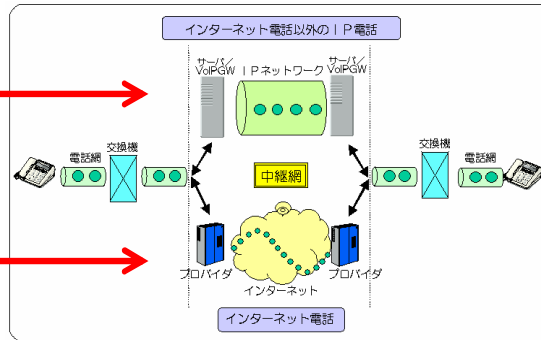 インターネット電話以外のＩＰ電話
サーバ／
VoIPGW
ＩＰネットワーク
サーバ／
VoIPGW
電話網
交換機
中継網
交換機
電話網
プロバイダ
インターネット
プロバイダ
インターネット電話